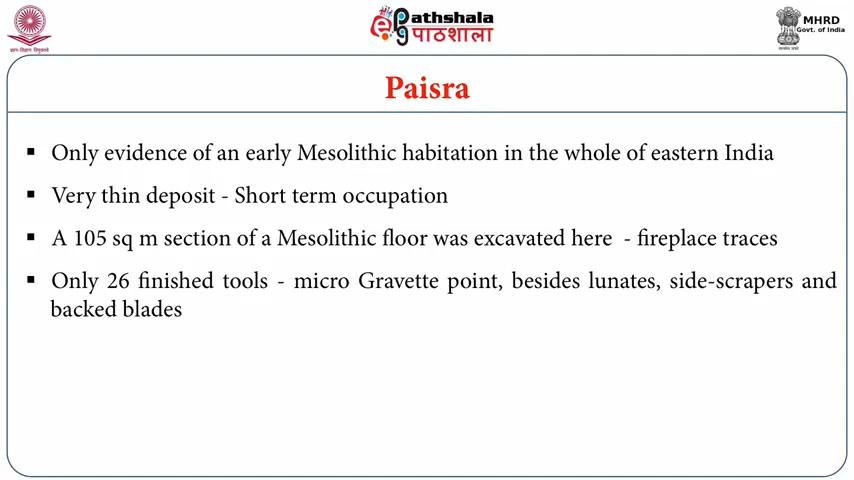 ePgpathshala
पाठशाला
MHRD
Govt. of India
Paisra
▪ Only evidence of an early Mesolithic habitation in the whole of eastern India
▪ Very thin deposit - Short term occupation
▪ A 105 sq m section of a Mesolithic floor was excavated here - fireplace traces
▪ Only 26 finished tools - micro Gravette point, besides lunates, side-scrapers and
backed blades